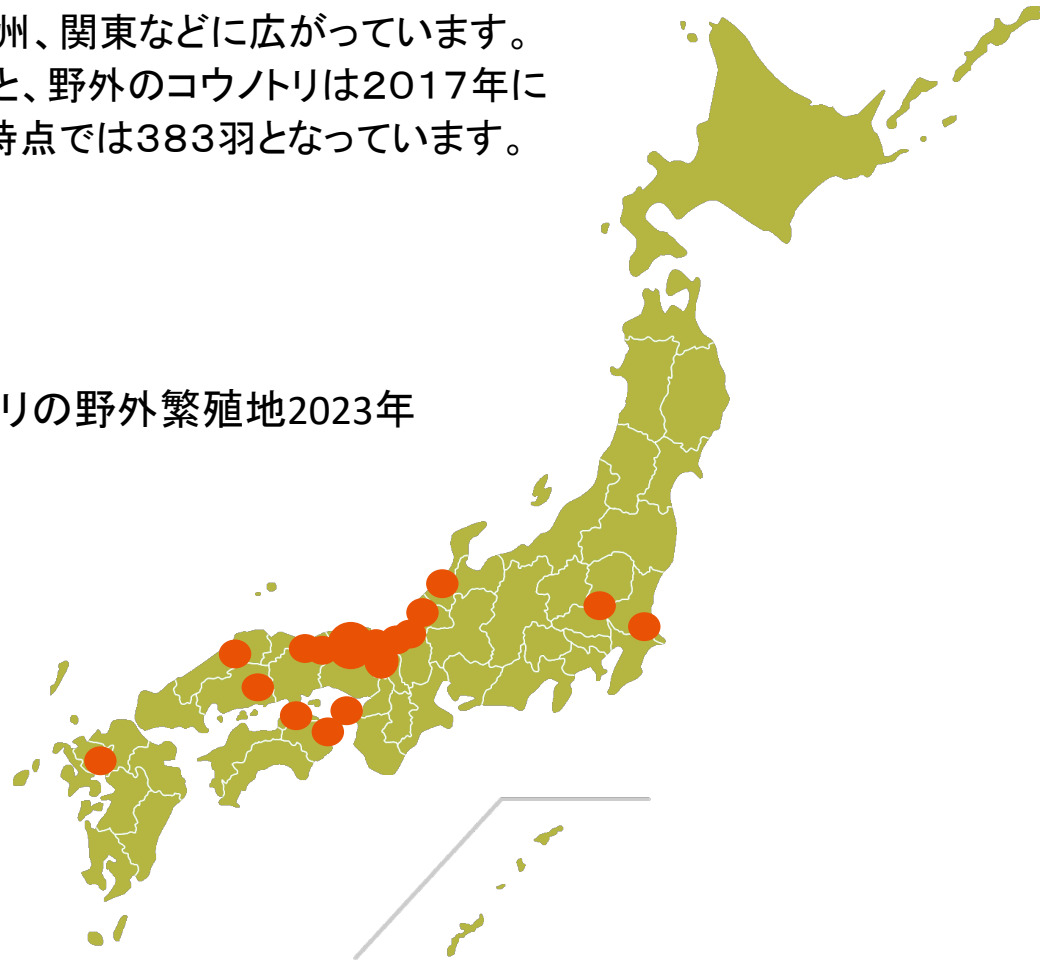 州、関東などに広がっています。
と、野外のコウノトリは２０１７年に
時点では３８３羽となっています。
リの野外繁殖地2023年